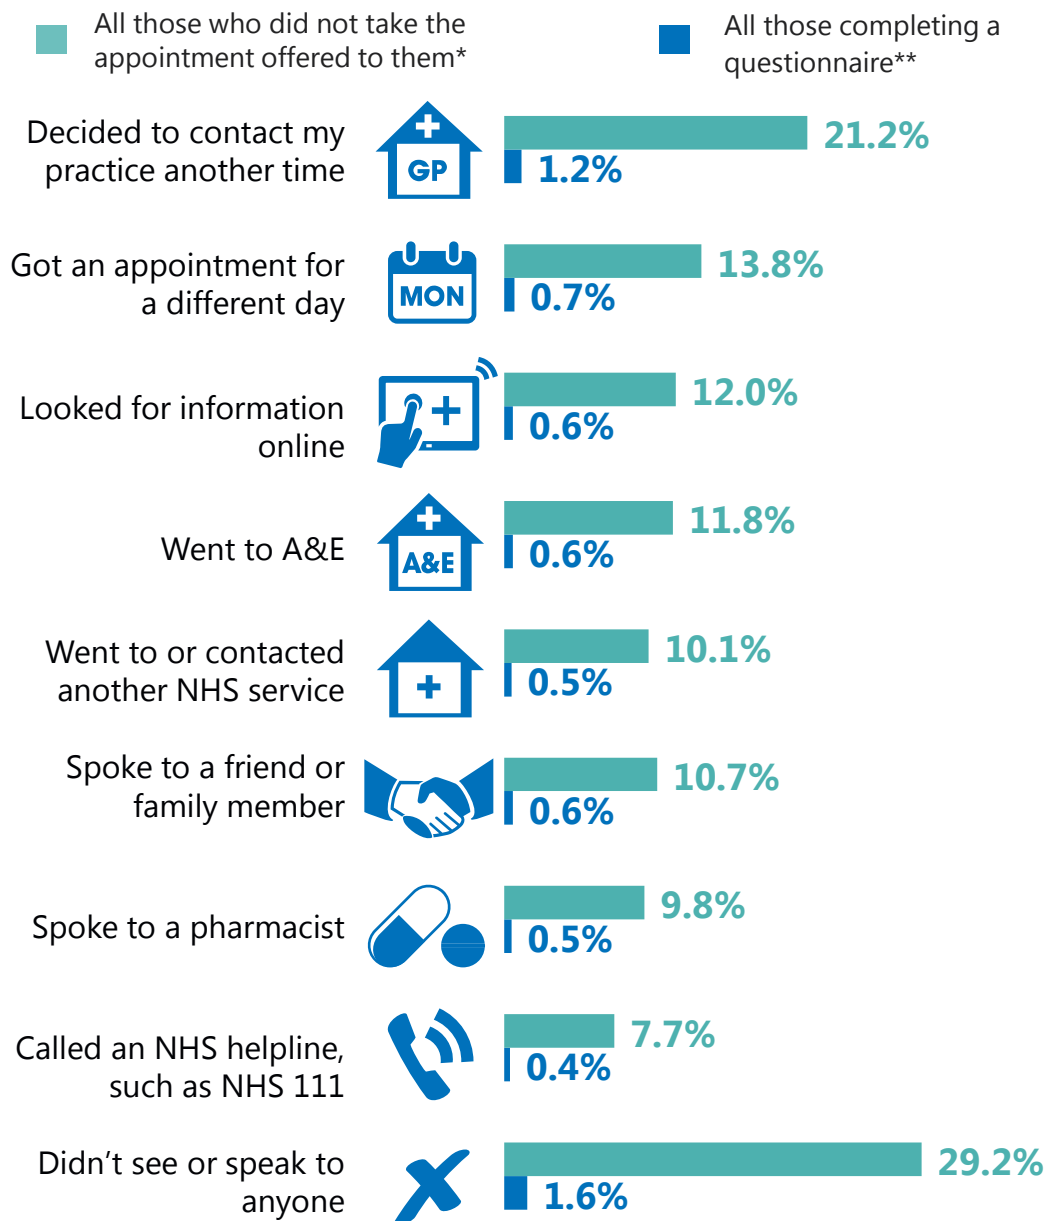 All those who did not take the
appointment offered to them*
All those completing a
questionnaire**
Decided to contact my
practice another time
GP
21.2%
1.2%
Got an appointment for
a different day
MON
13.8%
0.7%
Looked for information
online
12.0%
0.6%
Went to A&E
A&E
11.8%
0.6%
Went to or contacted
another NHS service
10.1%
0.5%
Spoke to a friend or
family member
10.7%
0.6%
Spoke to a pharmacist
9.8%
0.5%
Called an NHS helpline,
such as NHS 111
7.7%
0.4%
Didn’t see or speak to
anyone
29.2%
1.6%